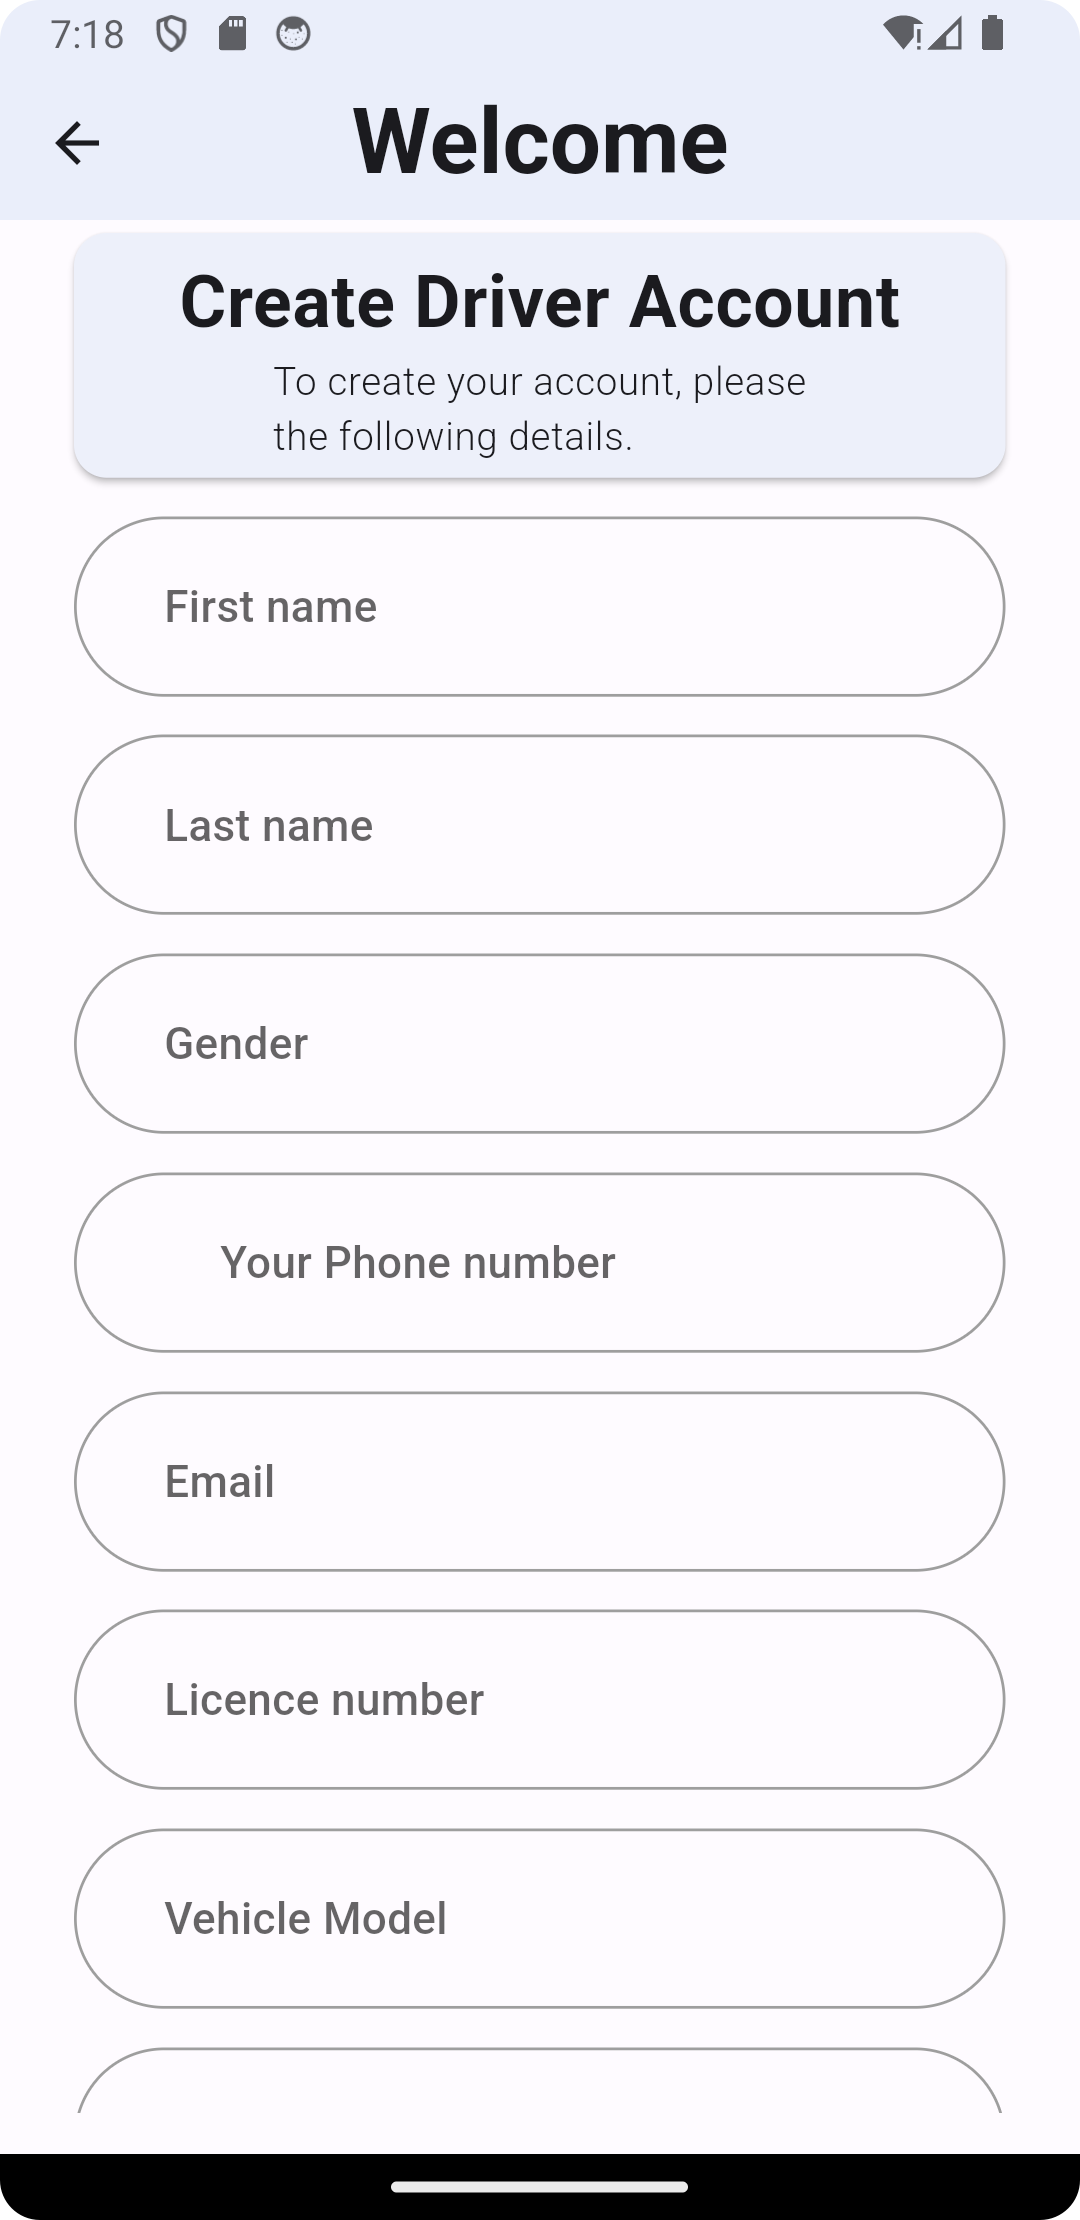 7:18
Welcome
Create Driver Account
To create your account, please
the following details.
First name
Last name
Gender
Your Phone number
Email
Licence number
Vehicle Model